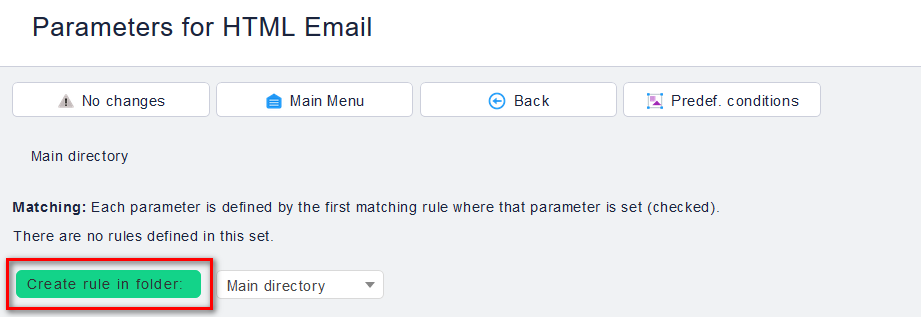 Parameters for HTML Email
No changes Main Menu Back Predef. conditions
Main directory
Matching: Each parameter is defined by the first matching rule where that parameter is set (checked).
There are no rules defined in this set.
Create rule in folder: Main directory